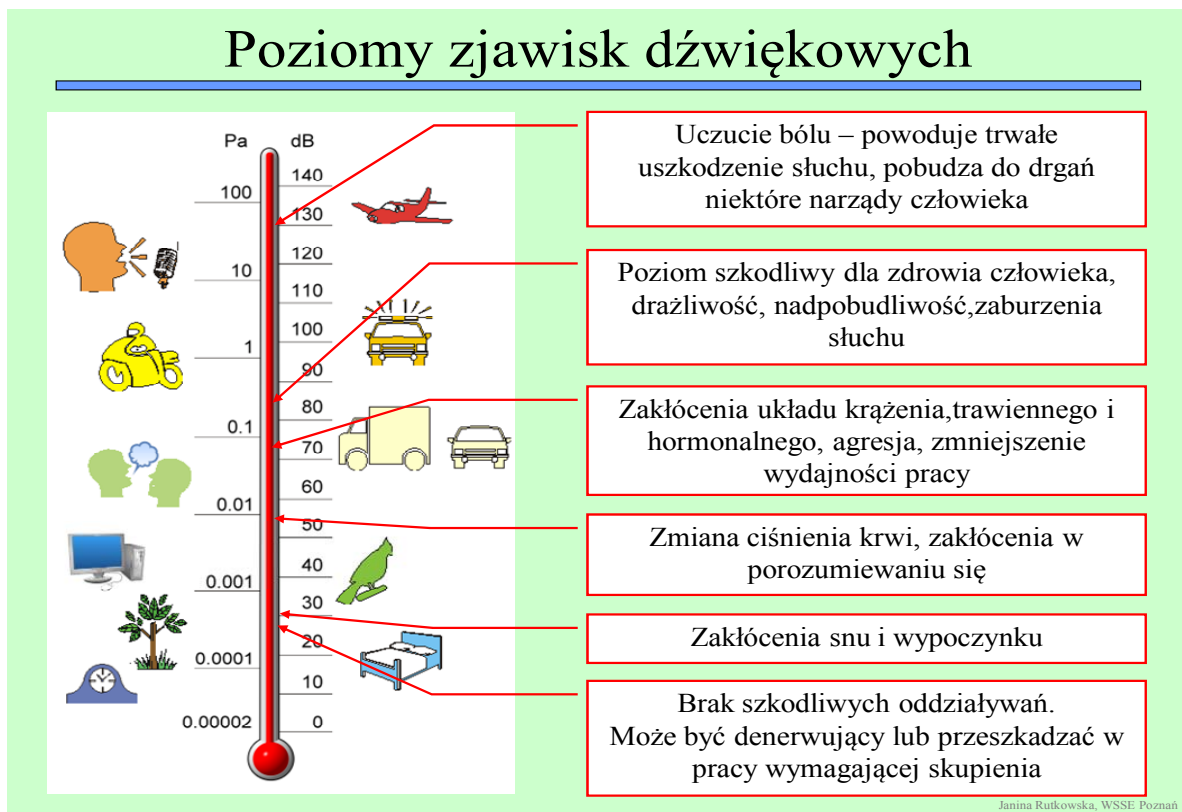 Poziomy zjawisk dźwiękowych
Pa
dB
140
100
130
120
10
110
100
1
90
80
0.1
70
60
0.01
50
40
0.001
30
20
0.0001
10
0.00002
0
Uczucie bólu – powoduje trwałe
uszkodzenie słuchu, pobudza do drgań
niektóre narządy człowieka
Poziom szkodliwy dla zdrowia człowieka,
drażliwość, nadpobudliwość,zaburzenia
słuchu
Zakłócenia układu krążenia,trawiennego i
hormonalnego, agresja, zmniejszenie
wydajności pracy
Zmiana ciśnienia krwi, zakłócenia w
porozumiewaniu się
Zakłócenia snu i wypoczynku
Brak szkodliwych oddziaływań.
Może być denerwujący lub przeszkadzać w
pracy wymagającej skupienia
Janina Rutkowska, WSSE Poznań